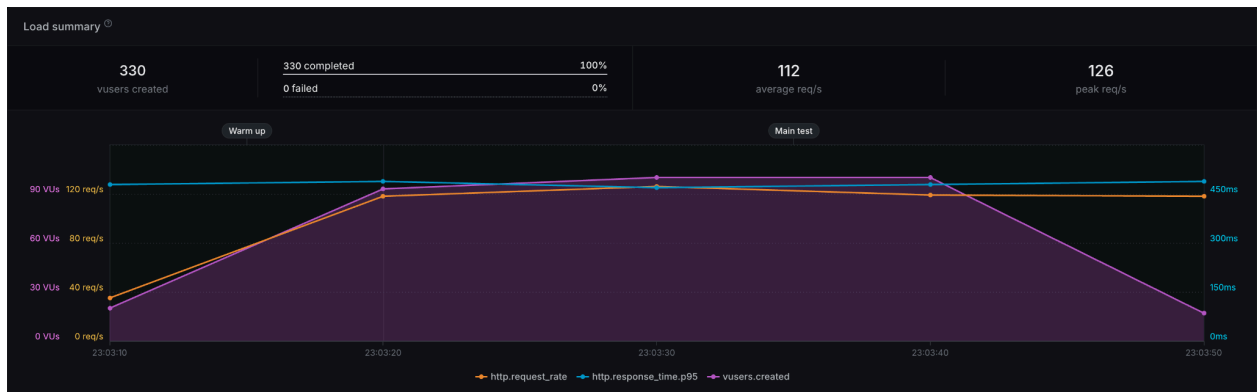 Load summary ?
330
vusers created
330 completed 100%
0 failed 0%
112
average req/s
126
peak req/s
Warm up
Main test
90 VUs 120 req/s
450ms
60 VUs 80 req/s
300ms
30 VUs 40 req/s
150ms
0 VUs 0 req/s
0ms
23:03:10 23:03:20 23:03:30 23:03:40 23:03:50
http.request_rate http.response_time.p95 vusers.created